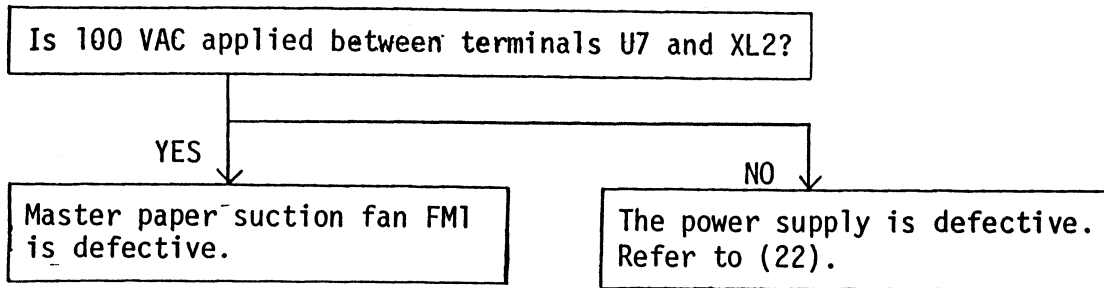 Is 100 VAC applied between terminals U7 and XL2?
YES
NO
Master paper suction fan FM1
is defective.
The power supply is defective.
Refer to (22).